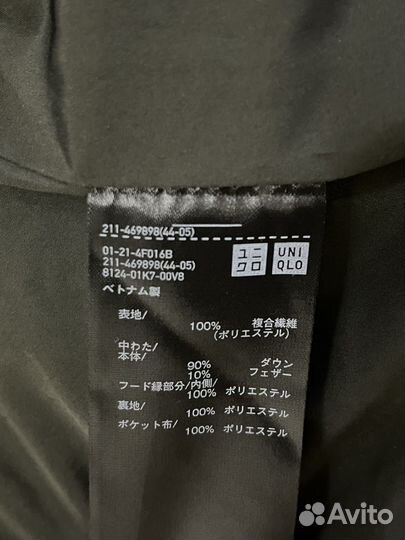 211-469898(44-05)
01-21-4F016B
211-469898(44-05)
8124-01K7-00V8
ベトナム製
ユニ
クロ
UNI
QLO
表地/
100% 複合繊維
(ポリエステル)
中わた/
本体/
90% ダウン
10% フェザー
フード縁部分/内側/
100% ポリエステル
裏地/
100% ポリエステル
ポケット布/
100% ポリエステル
Avito